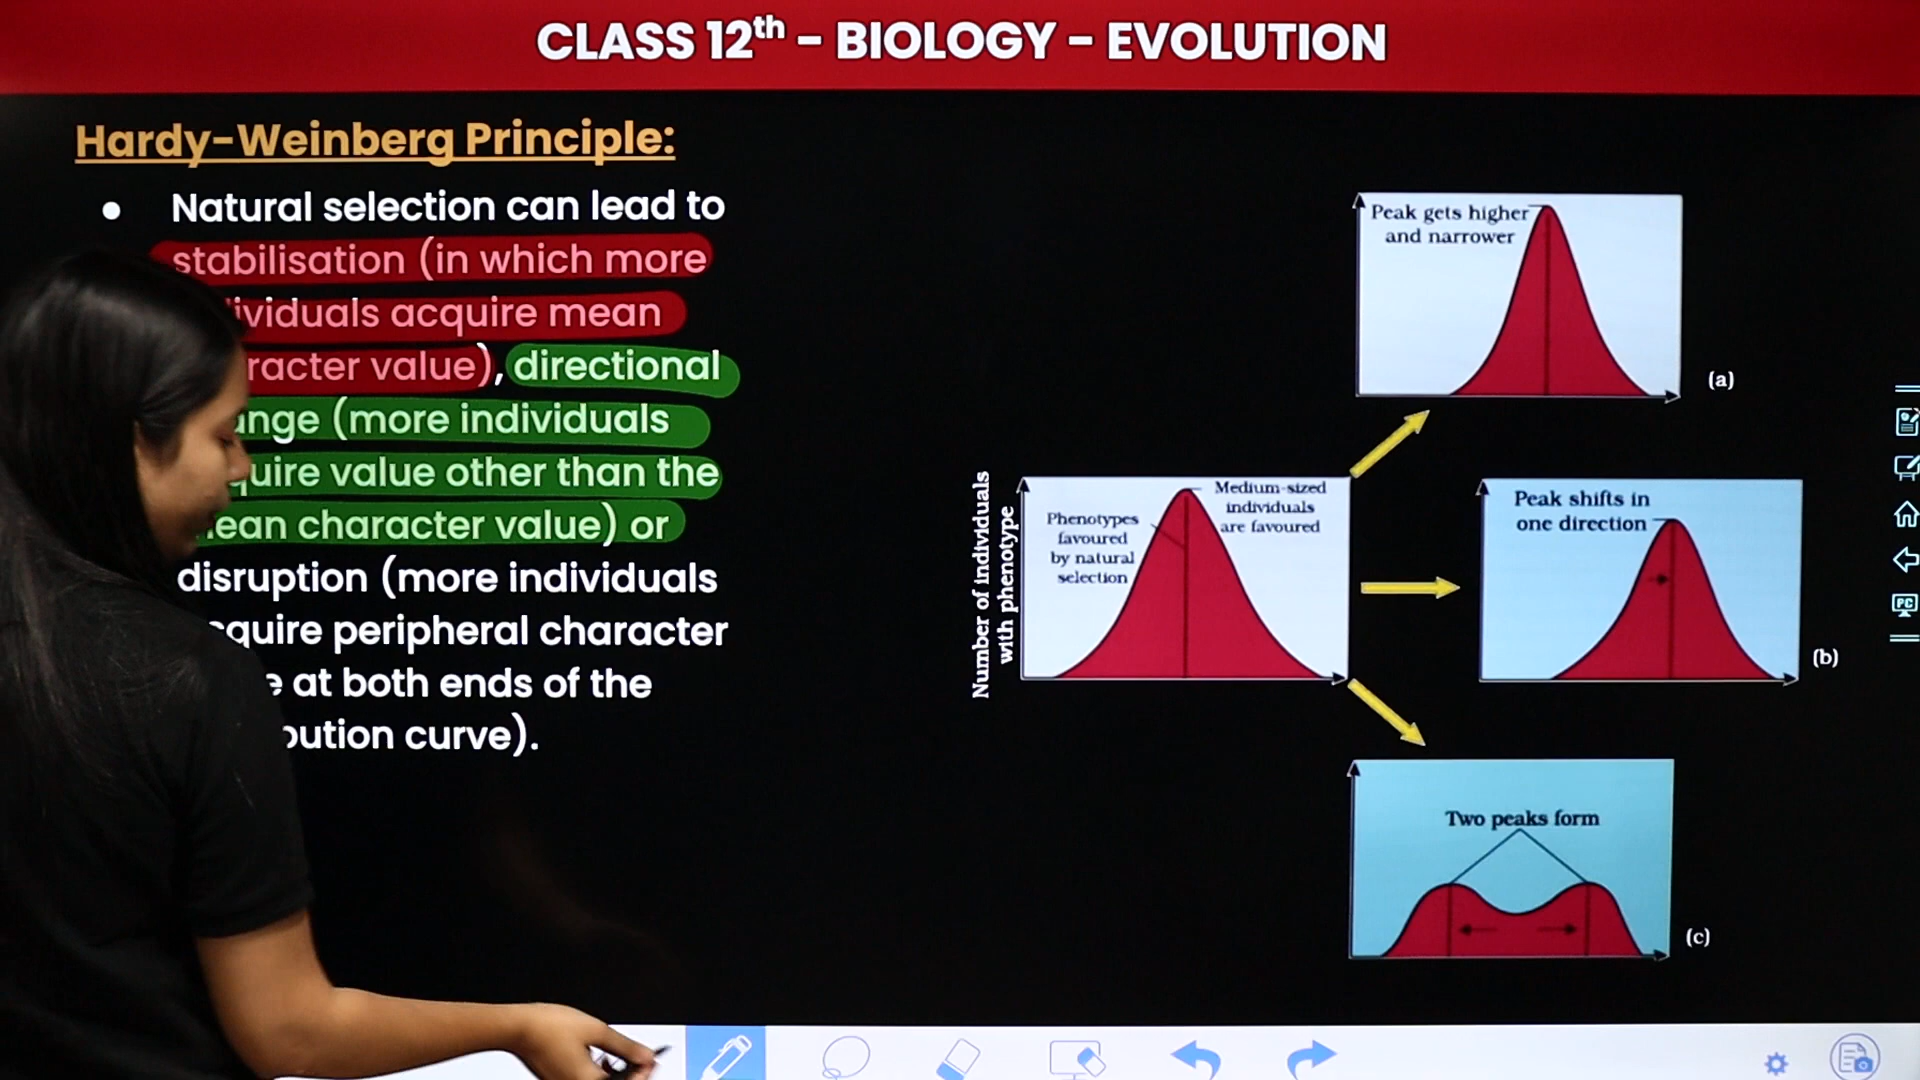 CLASS 12th - BIOLOGY - EVOLUTION
Hardy-Weinberg Principle:
● Natural selection can lead to
stabilisation (in which more
ividuals acquire mean
racter value), directional
ange (more individuals
quire value other than the
ean character value) or
disruption (more individuals
quire peripheral character
e at both ends of the
bution curve).
Peak gets higher
and narrower
(a)
Number of individuals
with phenotype
Phenotypes
favoured
by natural
selection
Medium-sized
individuals
are favoured
Peak shifts in
one direction
(b)
Two peaks form
(c)
PC